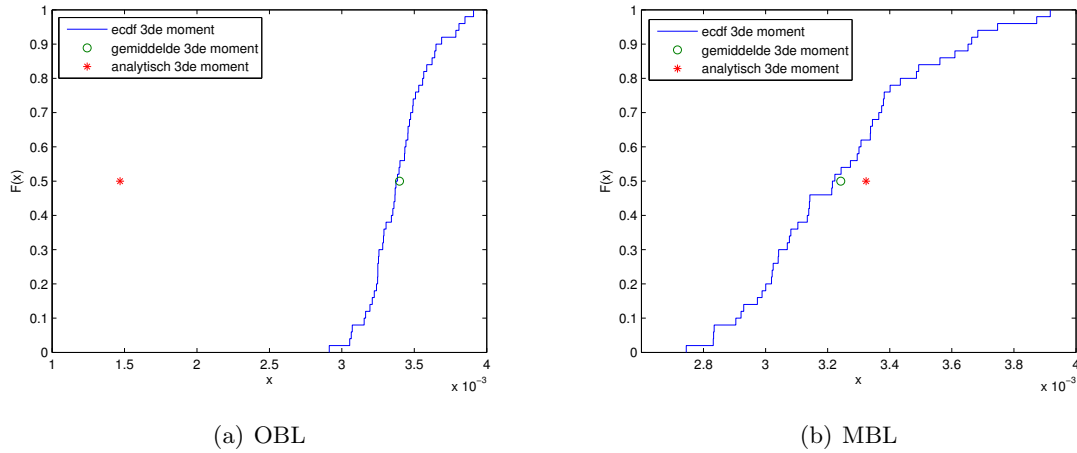 1
0.9
0.8
0.7
0.6
0.5
0.4
0.3
0.2
0.1
0
F(x)
ecdf 3de moment
gemiddelde 3de moment
analytisch 3de moment
1 1.5 2 2.5 3 3.5 4
x
x 10⁻³
(a) OBL
1
0.9
0.8
0.7
0.6
0.5
0.4
0.3
0.2
0.1
0
F(x)
ecdf 3de moment
gemiddelde 3de moment
analytisch 3de moment
2.8 3 3.2 3.4 3.6 3.8 4
x
x 10⁻³
(b) MBL